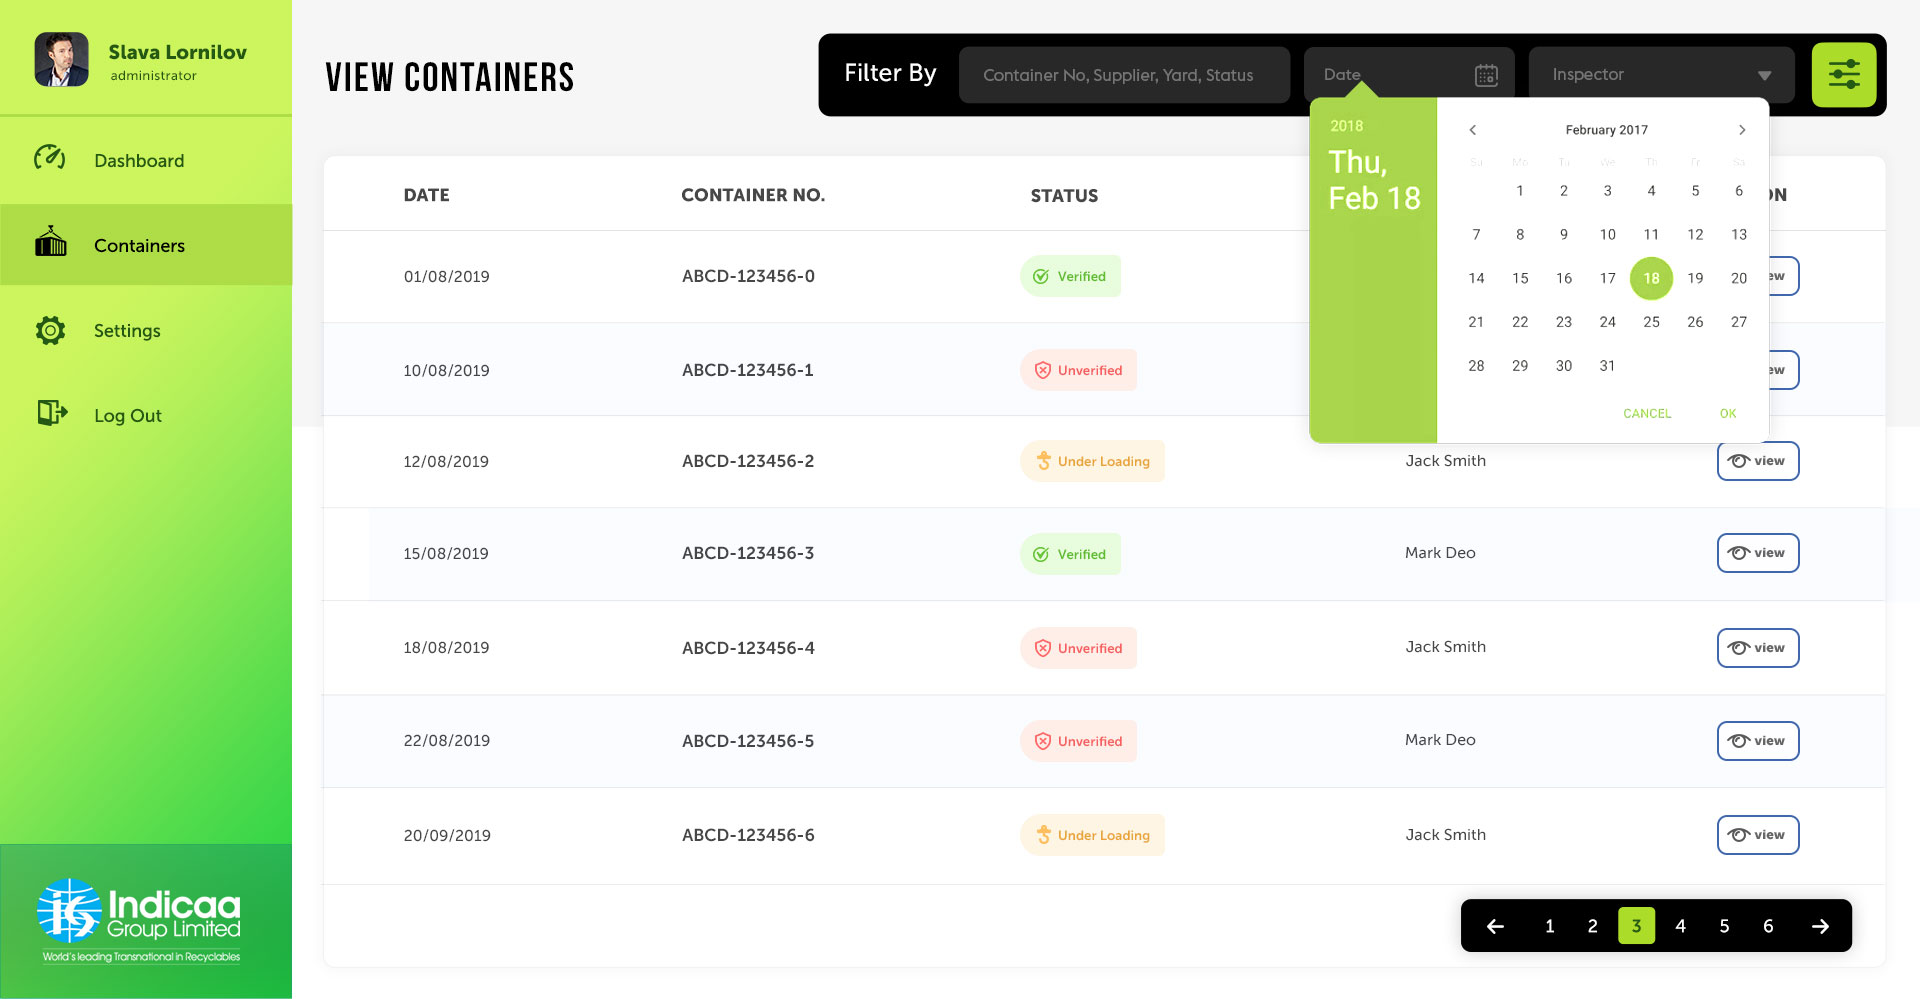 Slava Lornilov
administrator
Dashboard
Containers
Settings
Log Out
Indicaa
Group Limited
World's leading Transnational in Recyclables
VIEW CONTAINERS
Filter By
Container No, Supplier, Yard, Status
Date
Inspector
2018
Thu,
Feb 18
February 2017
Su Mo Tu We Th Fr Sa
1 2 3 4 5 6
7 8 9 10 11 12 13
14 15 16 17 18 19 20
21 22 23 24 25 26 27
28 29 30 31
CANCEL OK
DATE CONTAINER NO. STATUS ON
01/08/2019 ABCD-123456-0 Verified ew
10/08/2019 ABCD-123456-1 Unverified ew
12/08/2019 ABCD-123456-2 Under Loading Jack Smith view
15/08/2019 ABCD-123456-3 Verified Mark Deo view
18/08/2019 ABCD-123456-4 Unverified Jack Smith view
22/08/2019 ABCD-123456-5 Unverified Mark Deo view
20/09/2019 ABCD-123456-6 Under Loading Jack Smith view
1 2 3 4 5 6